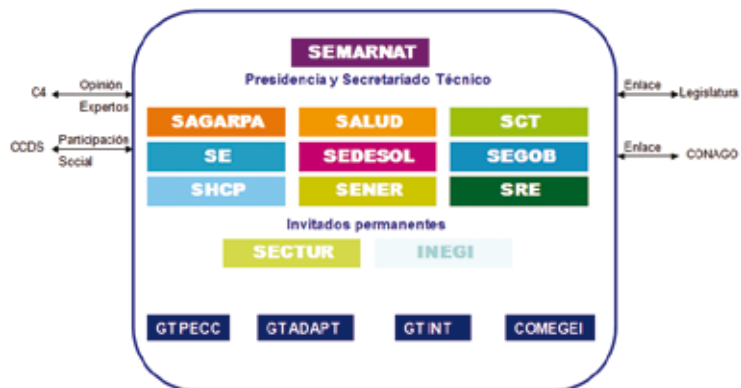 SEMARNAT
Presidencia y Secretariado Técnico
C4
Opinión
Expertos
Enlace
Legislatura
SAGARPA
SALUD
SCT
CCDS
Participación
Social
SE
SEDESOL
SEGOB
Enlace
CONAGO
SHCP
SENER
SRE
Invitados permanentes
SECTUR
INEGI
GTPECC
GTADAPT
GTINT
COMEGEI